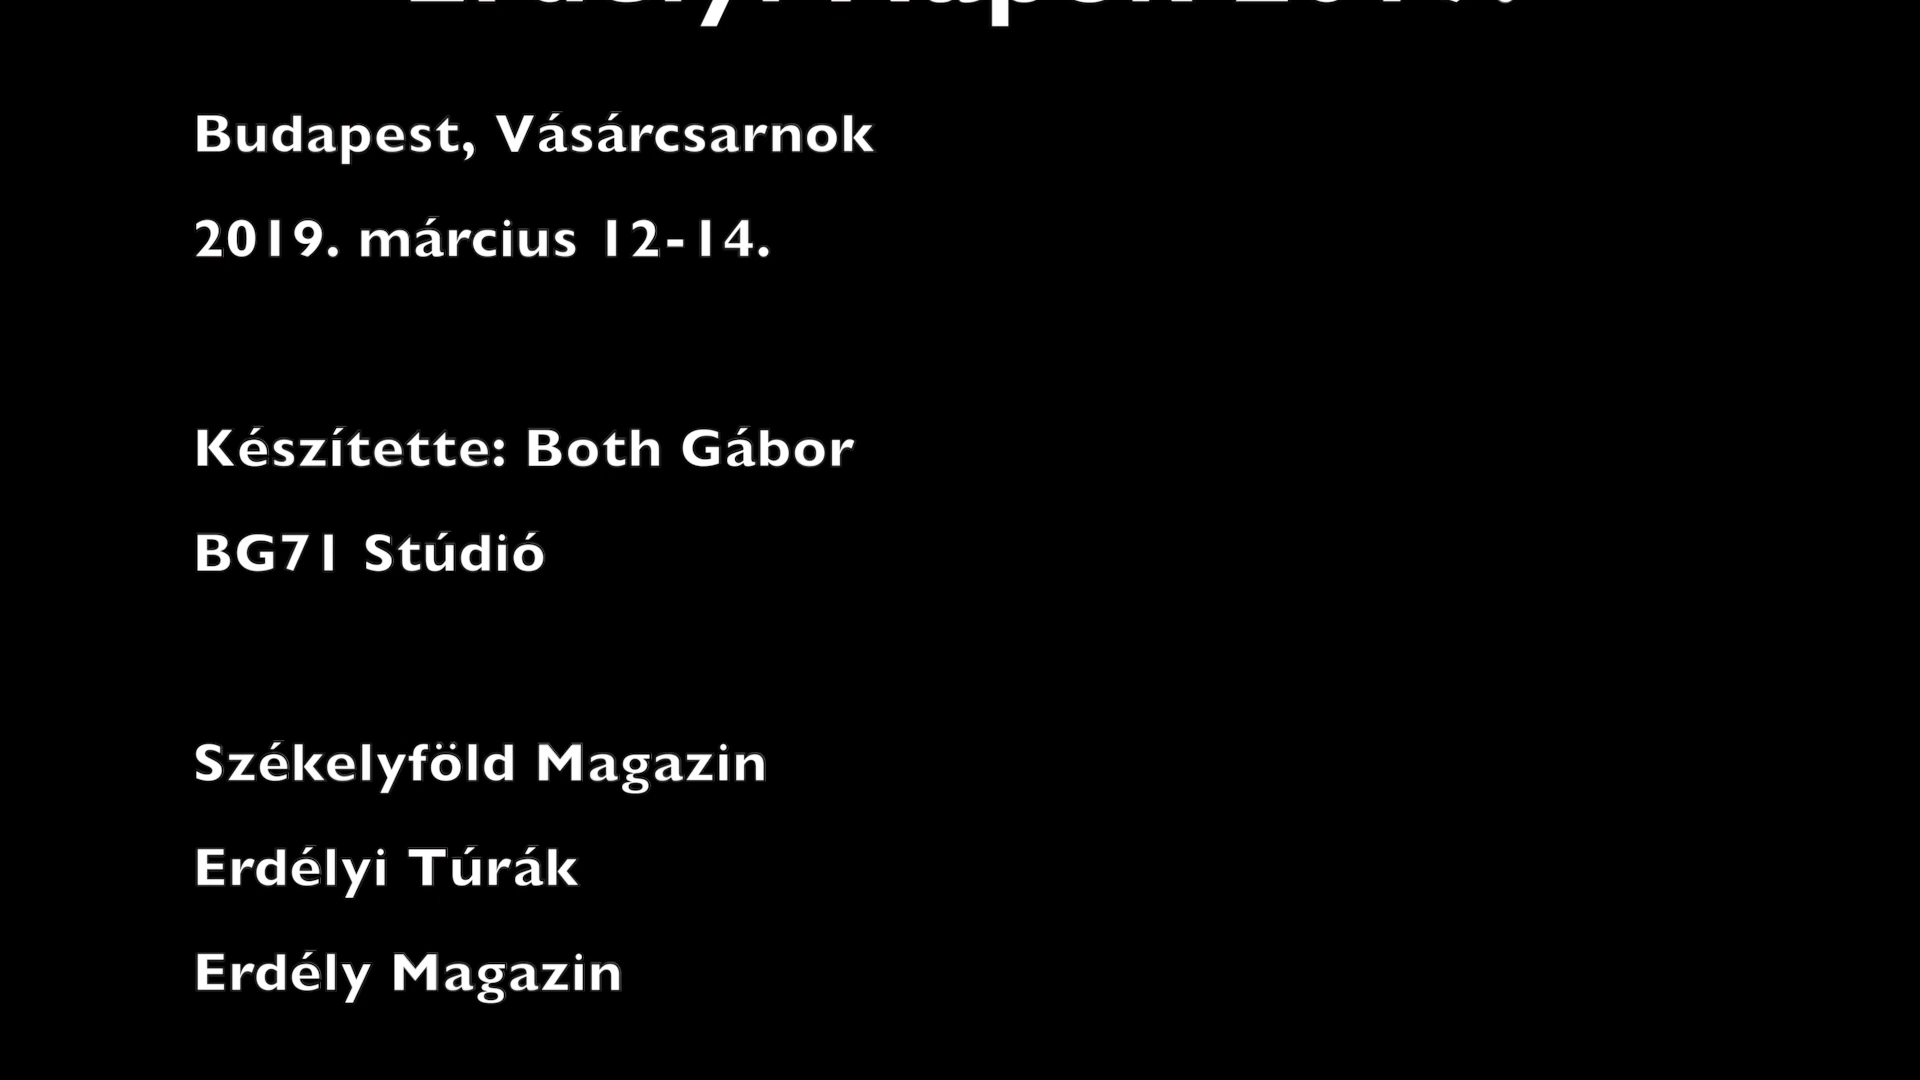 Budapest, Vásárcsarnok
2019. március 12-14.
Készítette: Both Gábor
BG71 Stúdió
Székelyföld Magazin
Erdélyi Túrák
Erdély Magazin